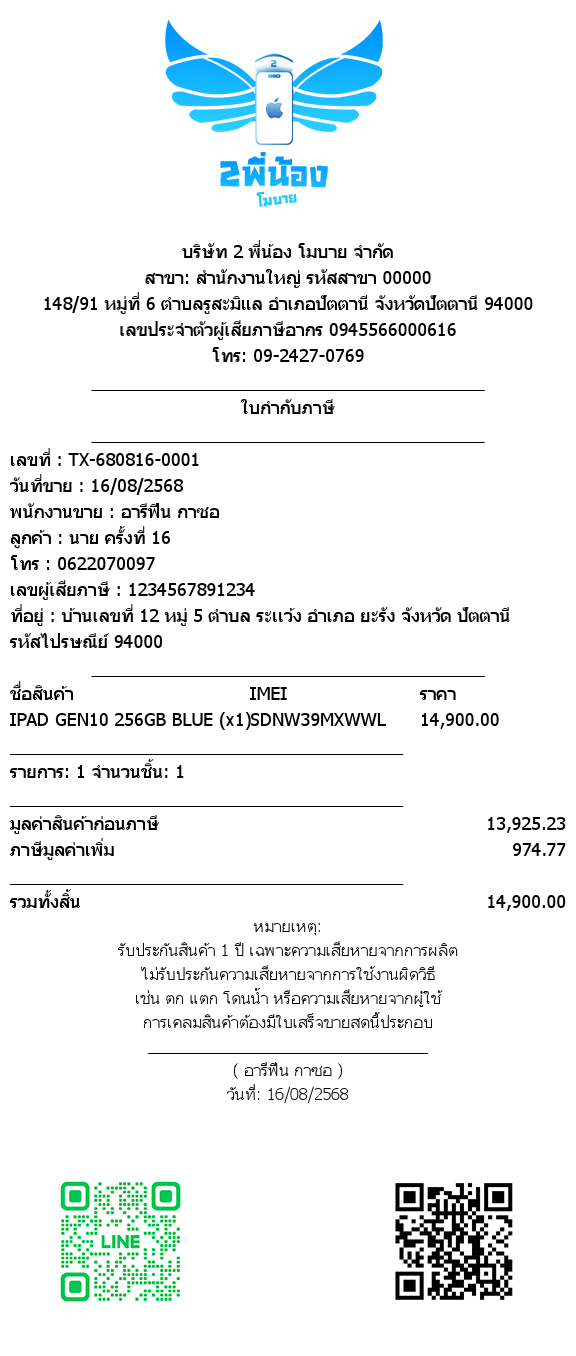 2
2พี่น้อง
โมบาย
บริษัท 2 พี่น้อง โมบาย จำกัด
สาขา: สำนักงานใหญ่ รหัสสาขา 00000
148/91 หมู่ที่ 6 ตำบลรูสะมิแล อำเภอปัตตานี จังหวัดปัตตานี 94000
เลขประจำตัวผู้เสียภาษีอากร 0945566000616
โทร: 09-2427-0769
ใบกำกับภาษี
เลขที่ : TX-680816-0001
วันที่ขาย : 16/08/2568
พนักงานขาย : อารีฟีน กาซอ
ลูกค้า : นาย ครั้งที่ 16
โทร : 0622070097
เลขผู้เสียภาษี : 1234567891234
ที่อยู่ : บ้านเลขที่ 12 หมู่ 5 ตำบล ระแว้ง อำเภอ ยะรัง จังหวัด ปัตตานี
รหัสไปรษณีย์ 94000
ชื่อสินค้า IMEI ราคา
IPAD GEN10 256GB BLUE (x1)SDNW39MXWWL 14,900.00
รายการ: 1 จำนวนชิ้น: 1
มูลค่าสินค้าก่อนภาษี 13,925.23
ภาษีมูลค่าเพิ่ม 974.77
รวมทั้งสิ้น 14,900.00
หมายเหตุ:
รับประกันสินค้า 1 ปี เฉพาะความเสียหายจากการผลิต
ไม่รับประกันความเสียหายจากการใช้งานผิดวิธี
เช่น ตก แตก โดนน้ำ หรือความเสียหายจากผู้ใช้
การเคลมสินค้าต้องมีใบเสร็จขายสดนี้ประกอบ
( อารีฟีน กาซอ )
วันที่: 16/08/2568
LINE